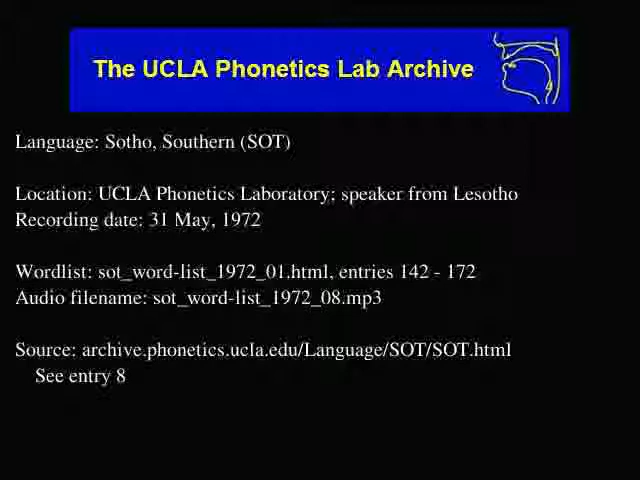 The UCLA Phonetics Lab Archive
Language: Sotho, Southern (SOT)
Location: UCLA Phonetics Laboratory; speaker from Lesotho
Recording date: 31 May, 1972
Wordlist: sot_word-list_1972_01.html, entries 142 - 172
Audio filename: sot_word-list_1972_08.mp3
Source: archive.phonetics.ucla.edu/Language/SOT/SOT.html
See entry 8